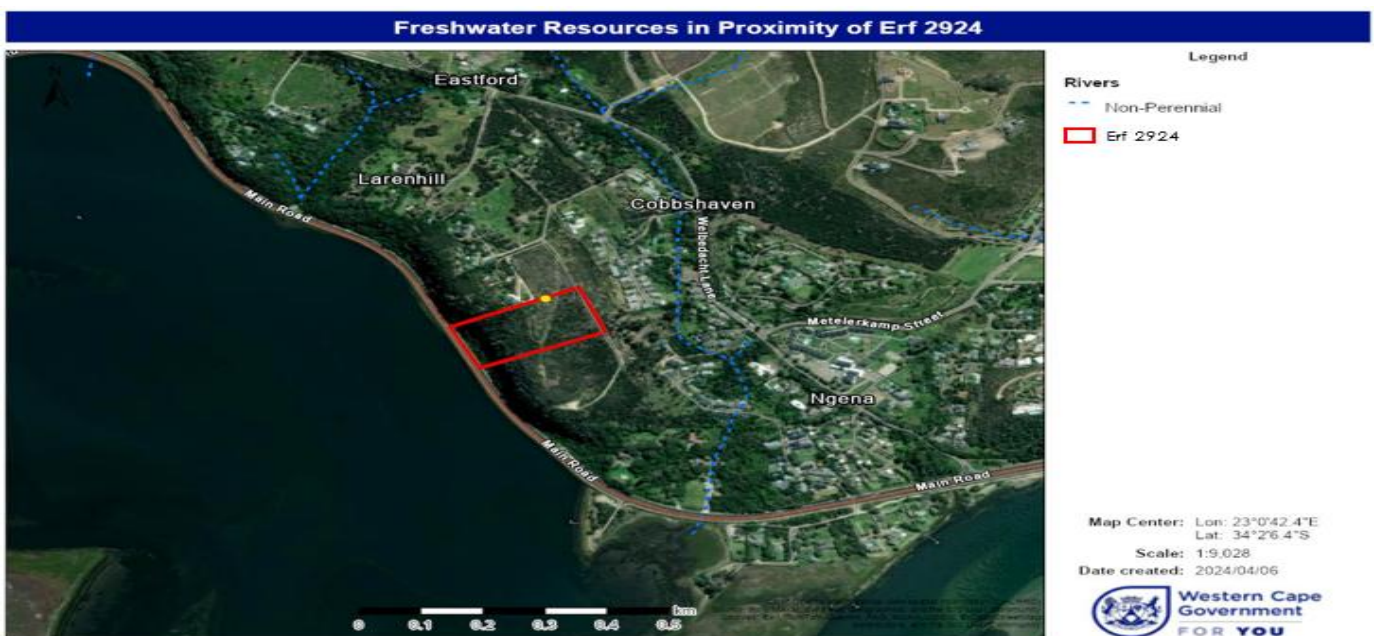 Freshwater Resources in Proximity of Erf 2924
Legend
Rivers
Non-Perennial
Erf 2924
Eastford
Larenhill
Main Road
Cobbshaven
Welbedacht Lane
Metelerkamp Street
Ngena
Main Road
Main Road
km
0 0.1 0.2 0.3 0.4 0.5
Map Center: Lon: 23°0'42.4"E
Lat: 34°2'6.4"S
Scale: 1:9,028
Date created: 2024/04/06
Western Cape
Government
FOR YOU